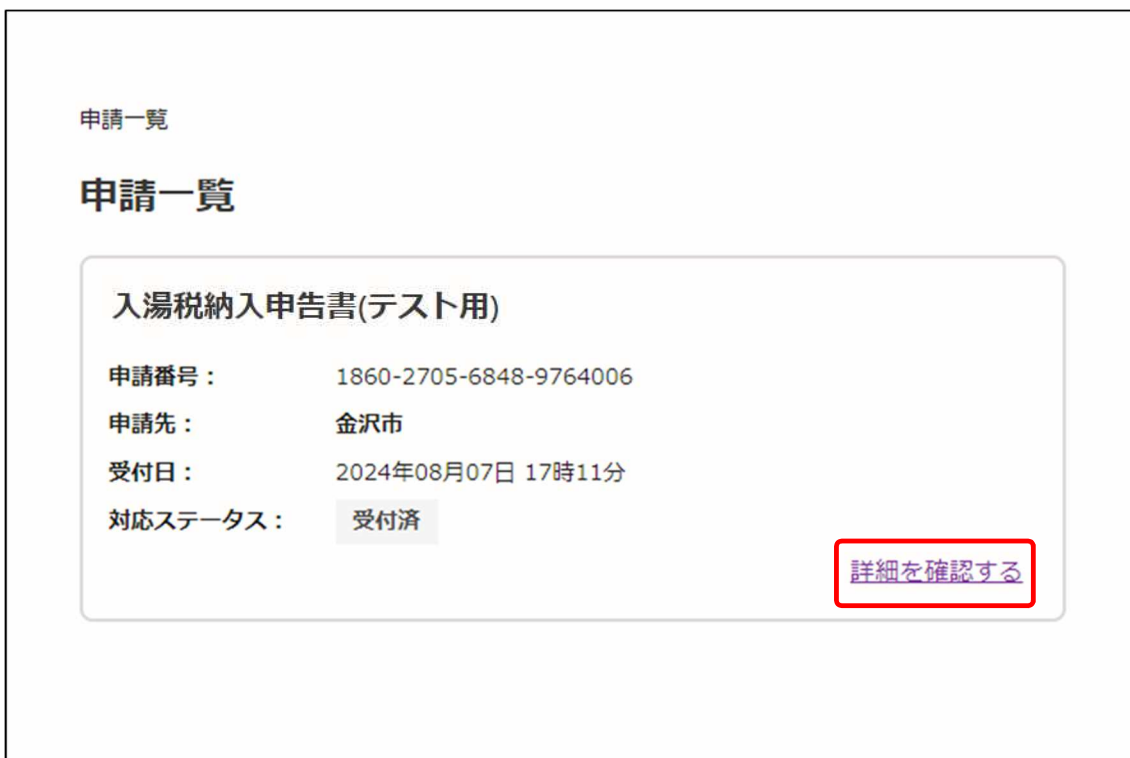 申請一覧
申請一覧
入湯税納入申告書(テスト用)
申請番号： 1860-2705-6848-9764006
申請先： 金沢市
受付日： 2024年08月07日 17時11分
対応ステータス： 受付済
詳細を確認する